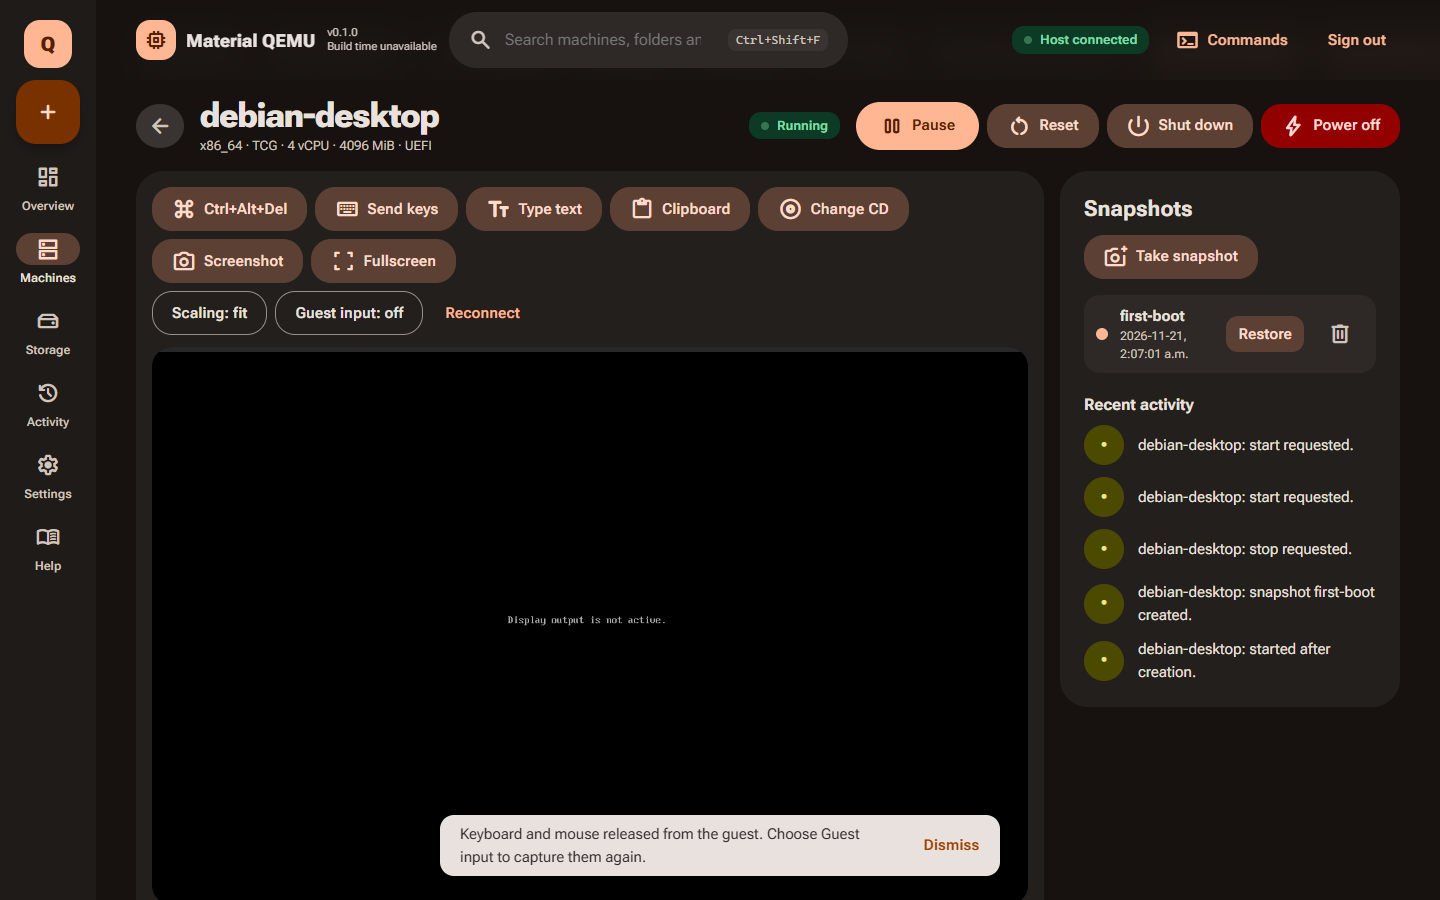 Q
Material QEMU
v0.1.0
Build time unavailable
Search machines, folders an
Ctrl+Shift+F
Host connected
Commands
Sign out
+
Overview
Machines
Storage
Activity
Settings
Help
debian-desktop
x86_64 · TCG · 4 vCPU · 4096 MiB · UEFI
Running
Pause
Reset
Shut down
Power off
Ctrl+Alt+Del
Send keys
Type text
Clipboard
Change CD
Screenshot
Fullscreen
Scaling: fit
Guest input: off
Reconnect
Display output is not active.
Keyboard and mouse released from the guest. Choose Guest
input to capture them again.
Dismiss
Snapshots
Take snapshot
first-boot
2026-11-21,
2:07:01 a.m.
Restore
Recent activity
debian-desktop: start requested.
debian-desktop: start requested.
debian-desktop: stop requested.
debian-desktop: snapshot first-boot
created.
debian-desktop: started after
creation.